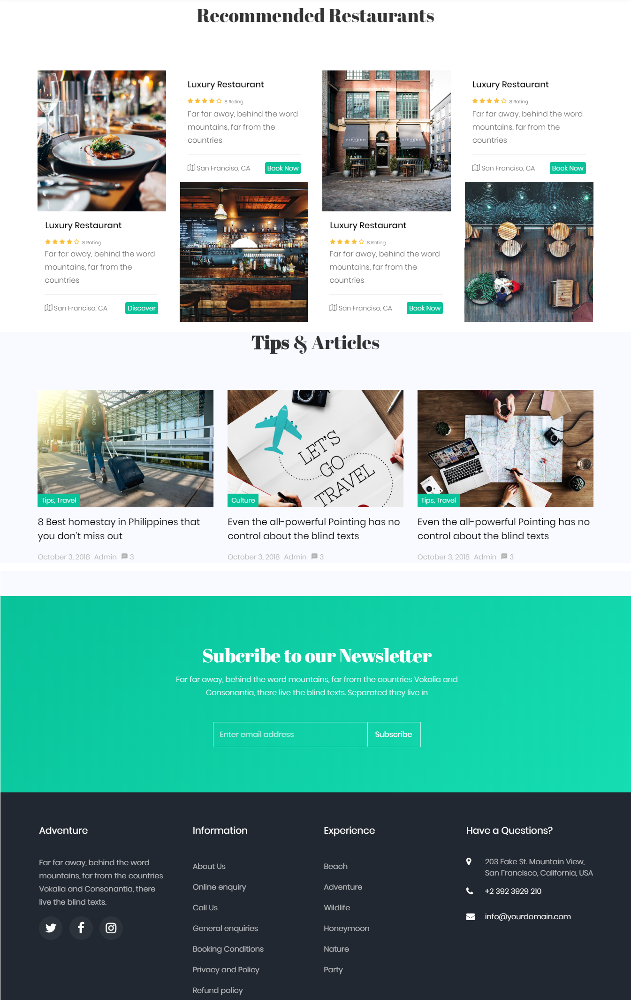 Recommended Restaurants
Luxury Restaurant
8 Rating
Far far away, behind the word
mountains, far from the
countries
San Franciso, CA
Discover
Luxury Restaurant
8 Rating
Far far away, behind the word
mountains, far from the
countries
San Franciso, CA
Book Now
FIFTEEN
15
FIFTEEN
RESTAURANT
Luxury Restaurant
8 Rating
Far far away, behind the word
mountains, far from the
countries
San Franciso, CA
Book Now
Luxury Restaurant
8 Rating
Far far away, behind the word
mountains, far from the
countries
San Franciso, CA
Book Now
Tips & Articles
OAKLEY
Tips, Travel
8 Best homestay in Philippines that
you don't miss out
October 3, 2018 Admin 3
LET'S
GO
TRAVEL
Culture
Even the all-powerful Pointing has no
control about the blind texts
October 3, 2018 Admin 3
Tips, Travel
Even the all-powerful Pointing has no
control about the blind texts
October 3, 2018 Admin 3
Subcribe to our Newsletter
Far far away, behind the word mountains, far from the countries Vokalia and
Consonantia, there live the blind texts. Separated they live in
Enter email address
Subscribe
Adventure
Far far away, behind the word
mountains, far from the countries
Vokalia and Consonantia, there
live the blind texts.
Information
About Us
Online enquiry
Call Us
General enquiries
Booking Conditions
Privacy and Policy
Refund policy
Experience
Beach
Adventure
Wildlife
Honeymoon
Nature
Party
Have a Questions?
203 Fake St. Mountain View,
San Francisco, California, USA
+2 392 3929 210
info@yourdomain.com